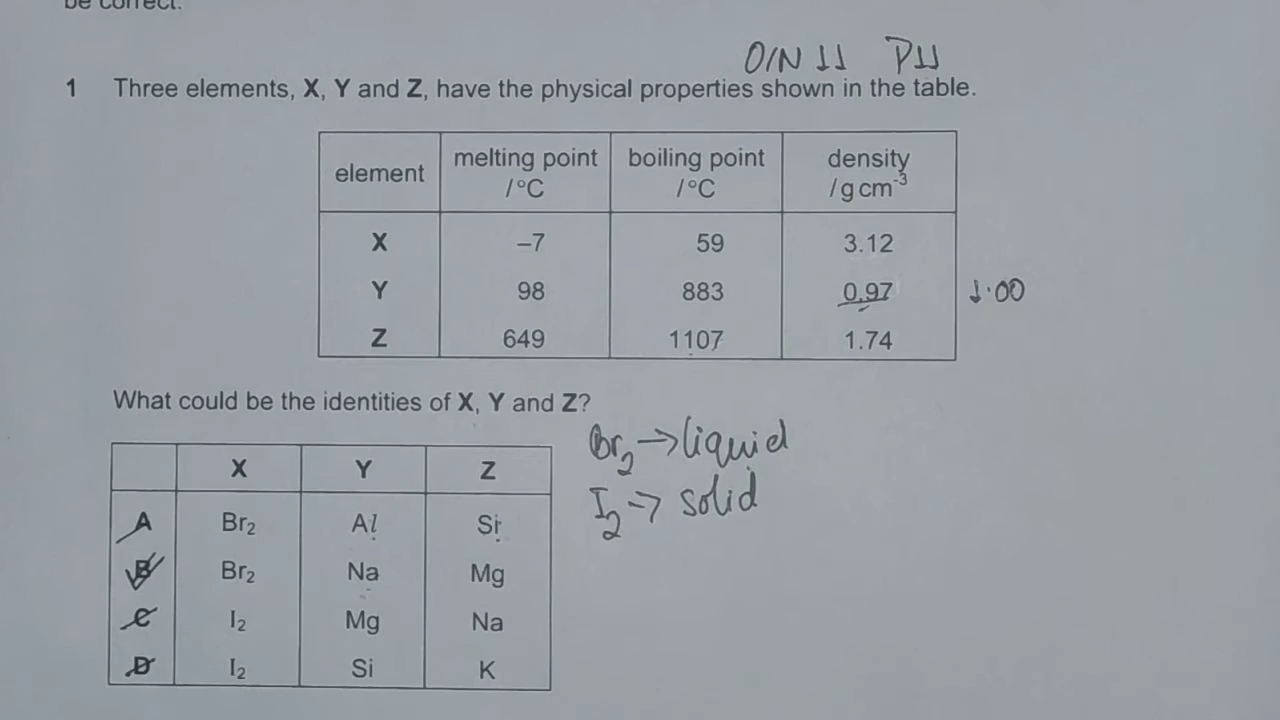 be correct.
O/N 11 P11
1 Three elements, X, Y and Z, have the physical properties shown in the table.
element melting point /°C boiling point /°C density /g cm⁻³
X –7 59 3.12
Y 98 883 0.97 1.00
Z 649 1107 1.74
What could be the identities of X, Y and Z?
Br₂ → liquid
I₂ → solid
X Y Z
A Br₂ Al Si
B Br₂ Na Mg
C I₂ Mg Na
D I₂ Si K